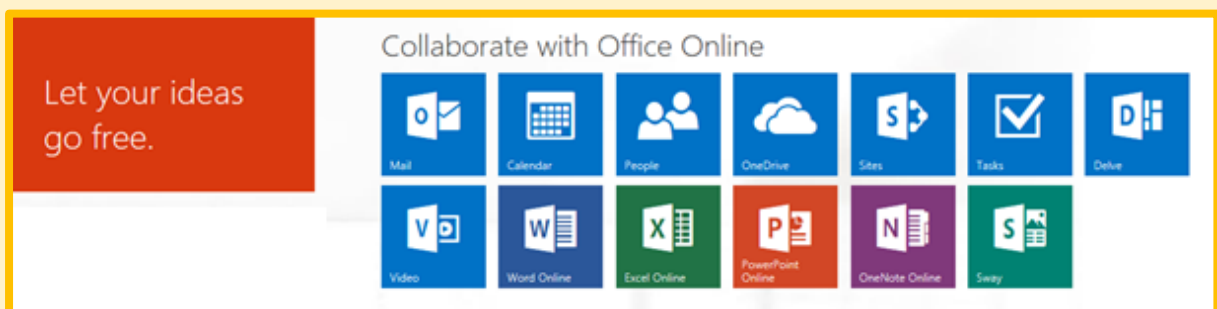 Let your ideas
go free.
Collaborate with Office Online
O
Mail
Calendar
People
OneDrive
S
Sites
Tasks
D
Delve
V
Video
W
Word Online
X
Excel Online
P
PowerPoint
Online
N
OneNote Online
S
Sway